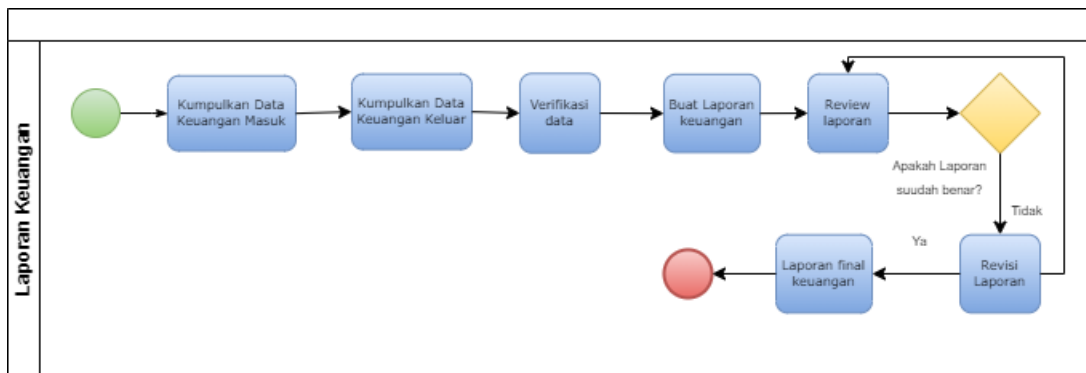 Laporan Keuangan
Kumpulkan Data
Keuangan Masuk
Kumpulkan Data
Keuangan Keluar
Verifikasi
data
Buat Laporan
keuangan
Review
laporan
Apakah Laporan
suudah benar?
Tidak
Ya
Revisi
Laporan
Laporan final
keuangan